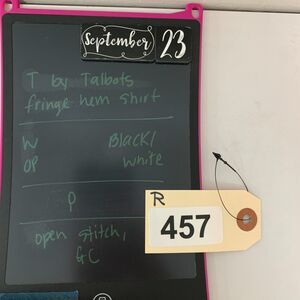 September 23
T by Talbots
fringe hem shirt
W Black/
OP white
P
R
457
open stitch,
GC